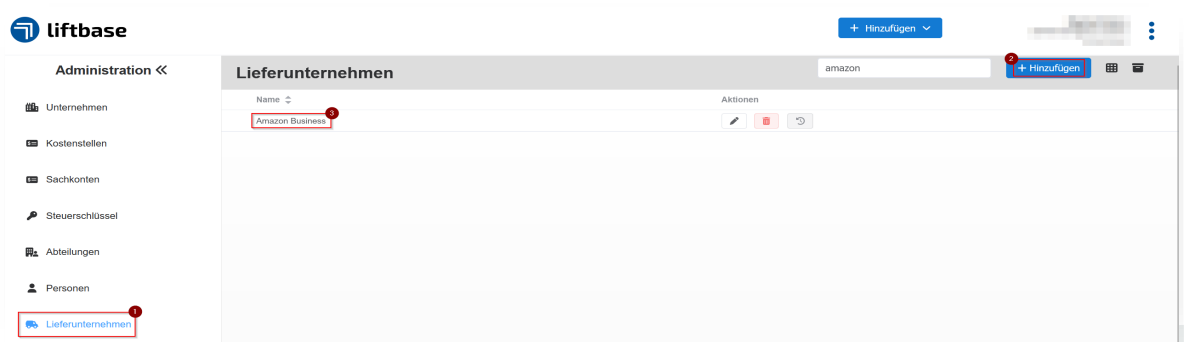 liftbase
+ Hinzufügen
Administration
Lieferunternehmen
amazon
2
+ Hinzufügen
Unternehmen
Name
Aktionen
3
Amazon Business
Kostenstellen
Sachkonten
Steuerschlüssel
Abteilungen
Personen
1
Lieferunternehmen